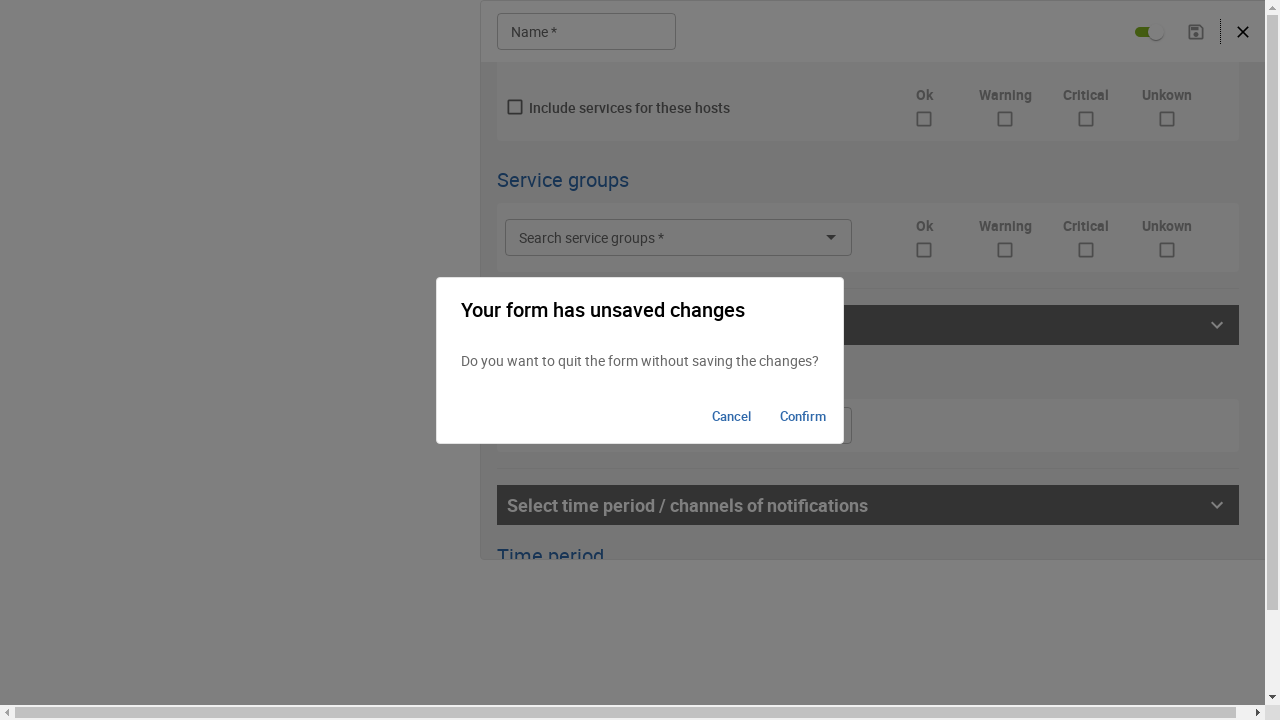 Name *
Ok Warning Critical Unkown
Include services for these hosts
Service groups
Ok Warning Critical Unkown
Search service groups *
Your form has unsaved changes
Do you want to quit the form without saving the changes?
Cancel Confirm
Select time period / channels of notifications
Time period